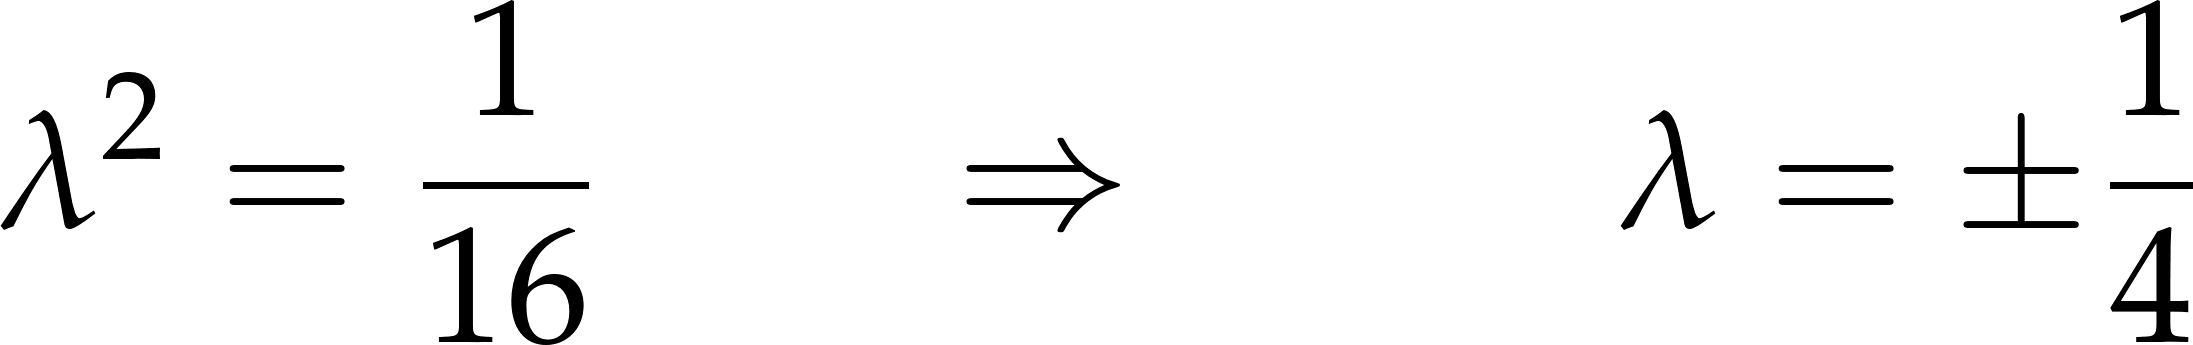 λ² = 1/16 ⇒ λ = ±1/4